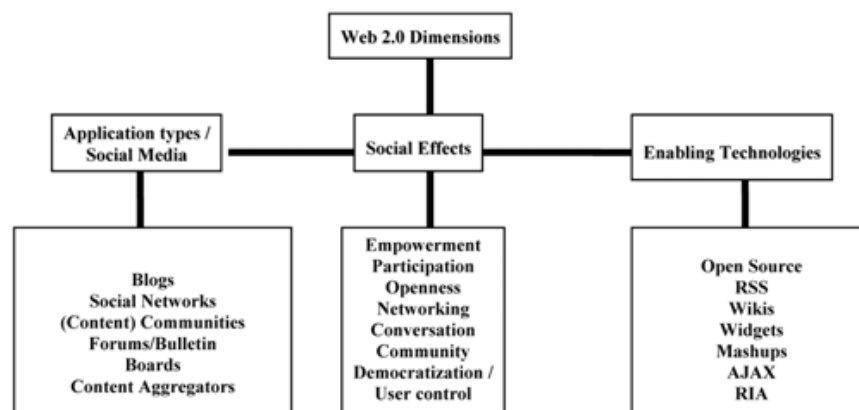 Web 2.0 Dimensions
Application types /
Social Media
Social Effects
Enabling Technologies
Blogs
Social Networks
(Content) Communities
Forums/Bulletin
Boards
Content Aggregators
Empowerment
Participation
Openness
Networking
Conversation
Community
Democratization /
User control
Open Source
RSS
Wikis
Widgets
Mashups
AJAX
RIA